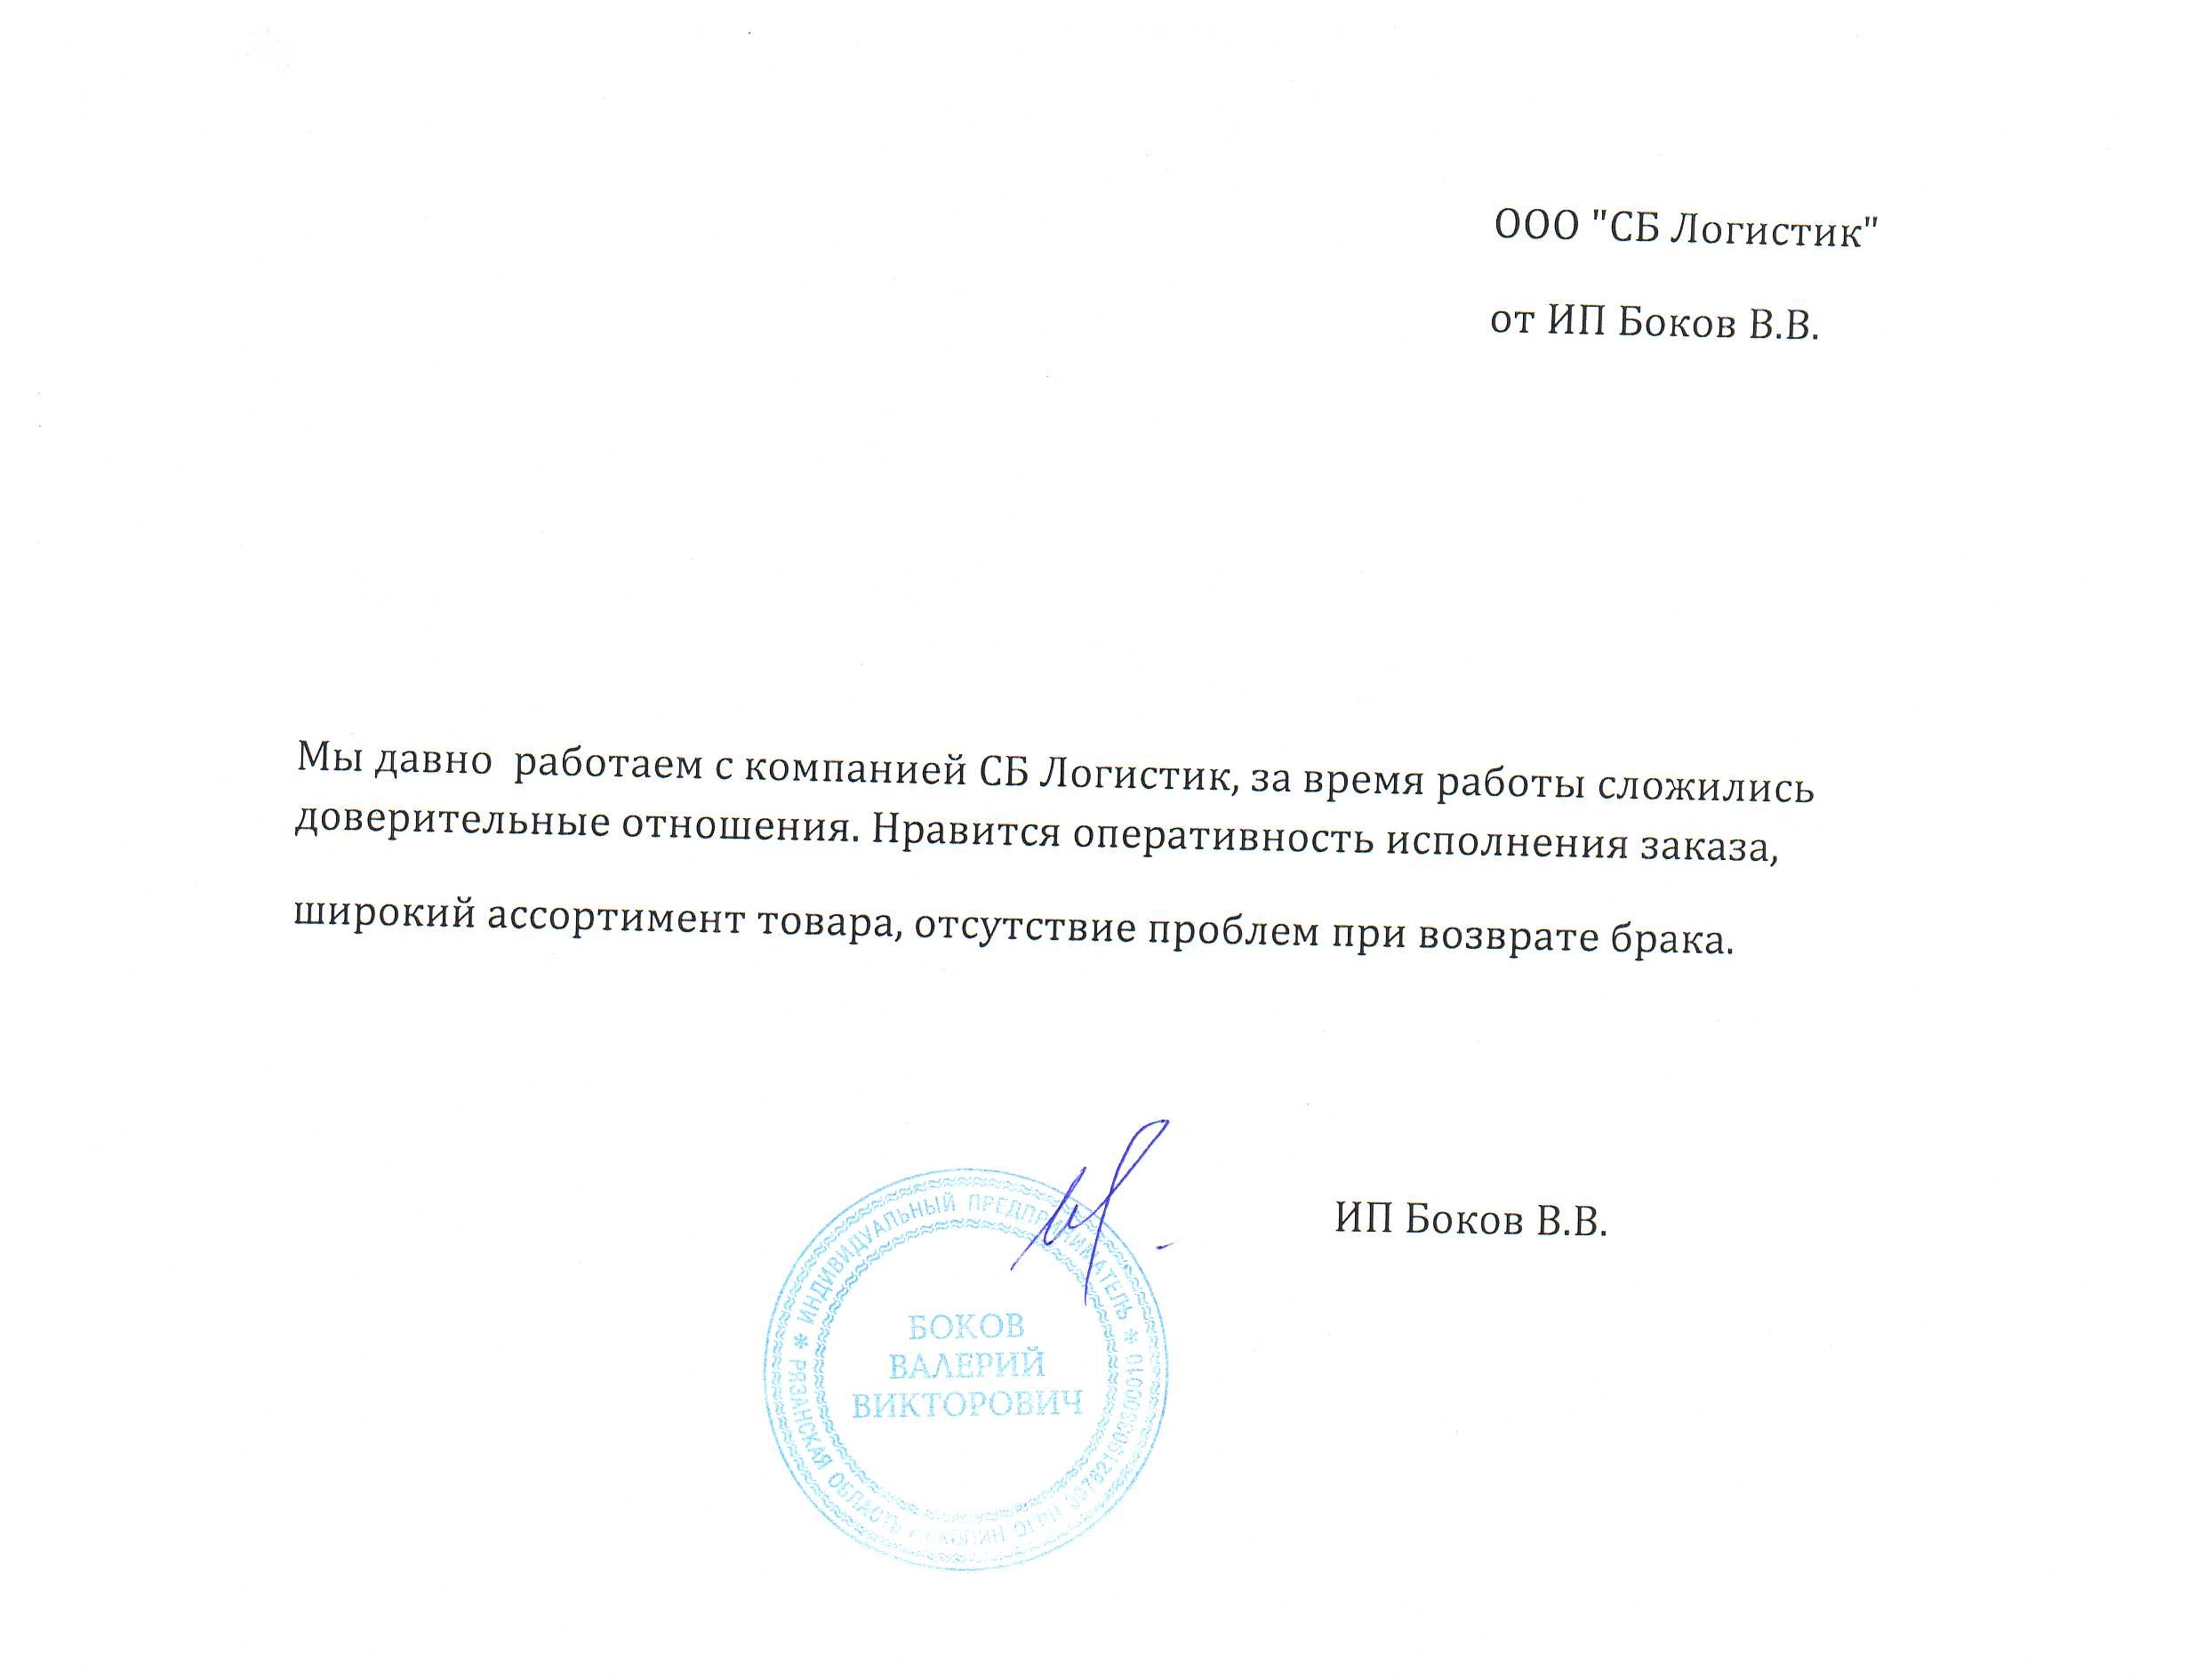 ООО "СБ Логистик"
от ИП Боков В.В.
Мы давно работаем с компанией СБ Логистик, за время работы сложились
доверительные отношения. Нравится оперативность исполнения заказа,
широкий ассортимент товара, отсутствие проблем при возврате брака.
ИП Боков В.В.
* ИНДИВИДУАЛЬНЫЙ ПРЕДПРИНИМАТЕЛЬ *
БОКОВ
ВАЛЕРИЙ
ВИКТОРОВИЧ
РЯЗАНСКАЯ ОБЛАСТЬ ОГРН